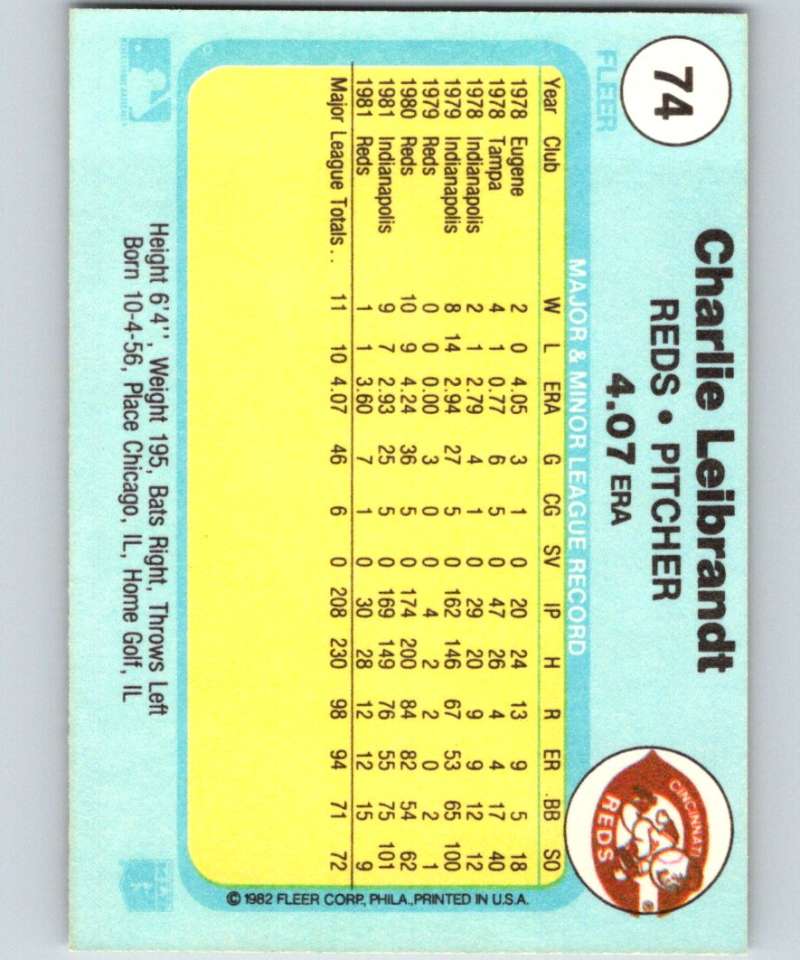 74
FLEER
Charlie Leibrandt
REDS • PITCHER
4.07 ERA
CINCINNATI
REDS
®
MAJOR & MINOR LEAGUE RECORD
Year Club W L ERA G CG SV IP H R ER BB SO
1978 Eugene 2 0 4.05 3 1 0 20 24 13 9 5 18
1978 Tampa 4 1 0.77 6 5 0 47 26 4 4 17 40
1978 Indianapolis 2 1 2.79 4 1 0 29 20 9 9 12 12
1979 Indianapolis 8 14 2.94 27 5 0 162 146 67 53 65 100
1979 Reds 0 0 0.00 3 0 0 4 2 2 0 2 1
1980 Reds 10 9 4.24 36 5 0 174 200 84 82 54 62
1981 Indianapolis 9 7 2.93 25 5 0 169 149 76 55 75 101
1981 Reds 1 1 3.60 7 1 0 30 28 12 12 15 9
Major League Totals . . 11 10 4.07 46 6 0 208 230 98 94 71 72
© 1982 FLEER CORP., PHILA., PRINTED IN U.S.A.
Height 6'4", Weight 195, Bats Right, Throws Left
Born 10-4-56, Place Chicago, IL, Home Golf, IL